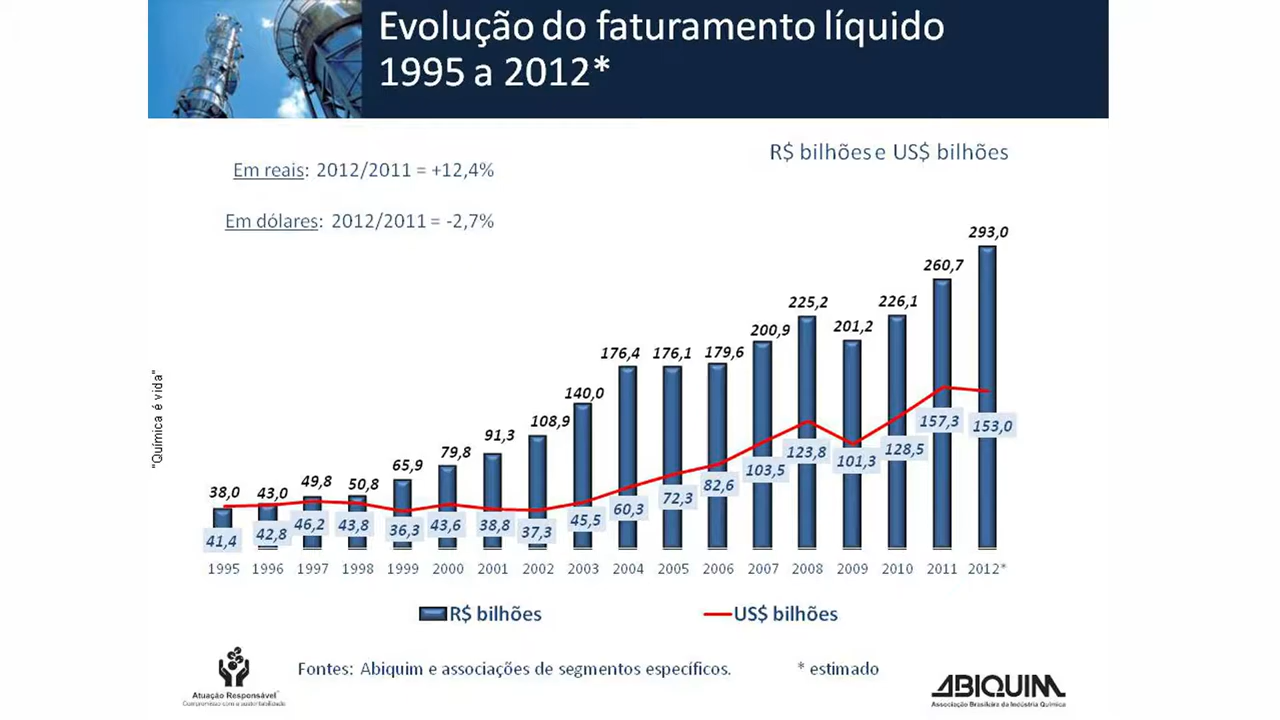 Evolução do faturamento líquido
1995 a 2012*
R$ bilhões e US$ bilhões
Em reais: 2012/2011 = +12,4%
Em dólares: 2012/2011 = -2,7%
"Química é vida"
38,0 43,0 49,8 50,8 65,9 79,8 91,3 108,9 140,0 176,4 176,1 179,6 200,9 225,2 201,2 226,1 260,7 293,0
41,4 42,8 46,2 43,8 36,3 43,6 38,8 37,3 45,5 60,3 72,3 82,6 103,5 123,8 101,3 128,5 157,3 153,0
1995 1996 1997 1998 1999 2000 2001 2002 2003 2004 2005 2006 2007 2008 2009 2010 2011 2012*
R$ bilhões US$ bilhões
Fontes: Abiquim e associações de segmentos específicos. * estimado
Atuação Responsável
Compromisso com a sustentabilidade
ABIQUIM
Associação Brasileira da Indústria Química